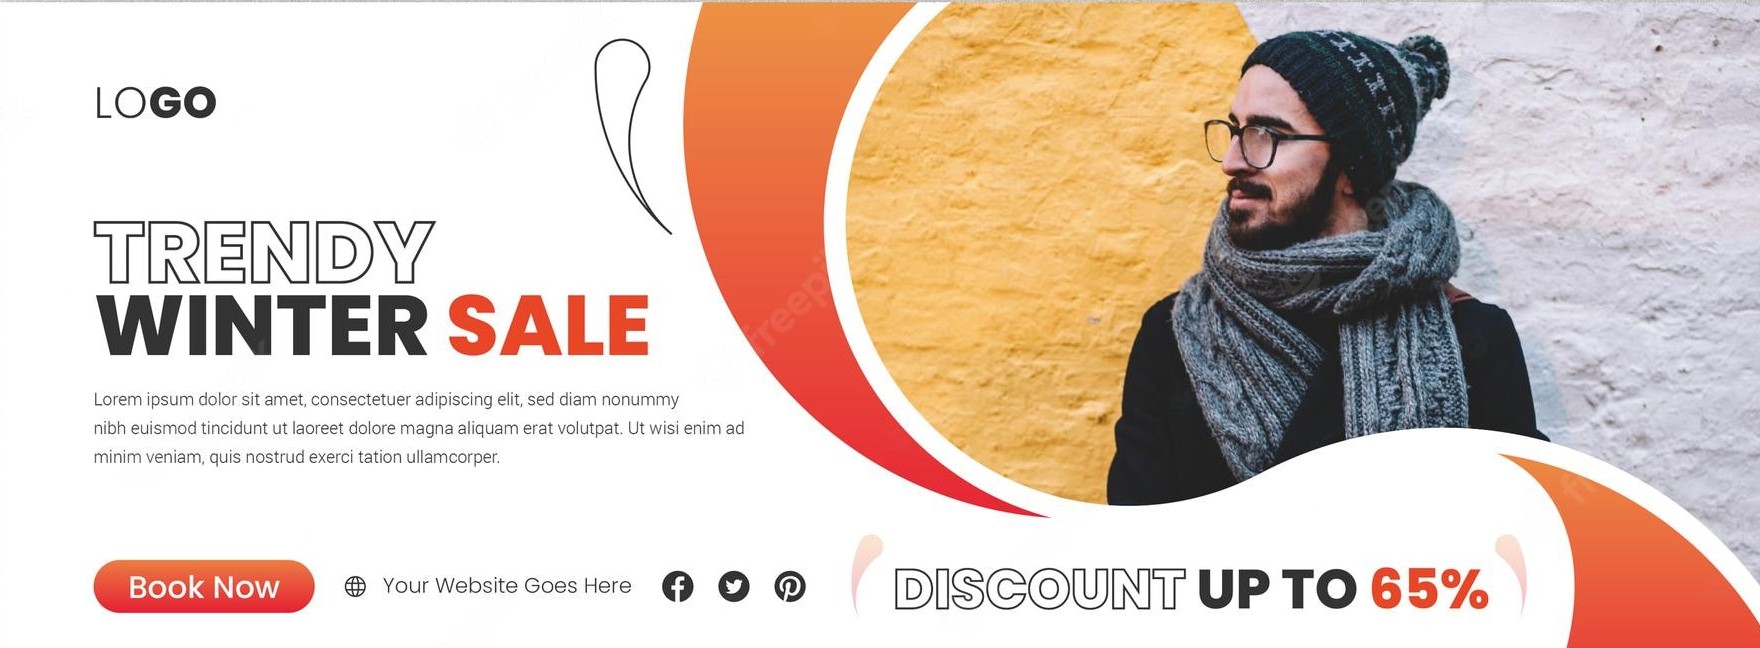 LOGO
TRENDY
WINTER SALE
Lorem ipsum dolor sit amet, consectetuer adipiscing elit, sed diam nonummy
nibh euismod tincidunt ut laoreet dolore magna aliquam erat volutpat. Ut wisi enim ad
minim veniam, quis nostrud exerci tation ullamcorper.
Book Now
Your Website Goes Here
DISCOUNT UP TO 65%
freepik